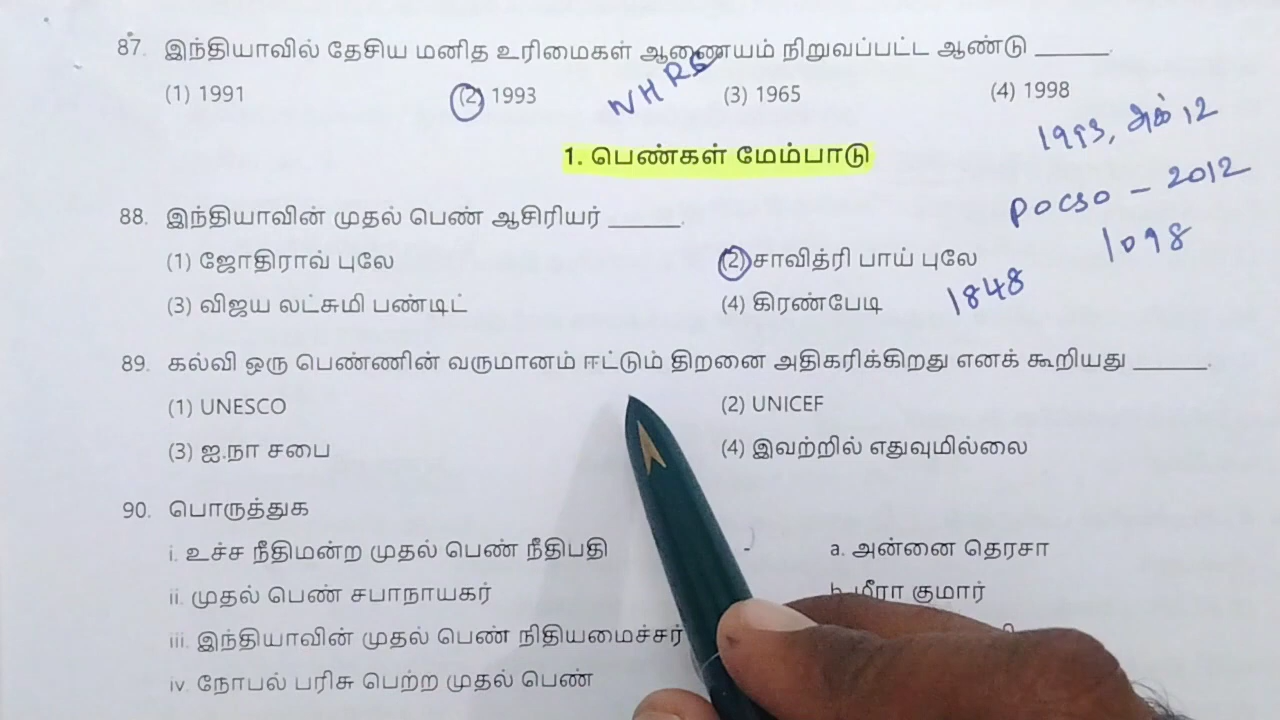 87. இந்தியாவில் தேசிய மனித உரிமைகள் ஆணையம் நிறுவப்பட்ட ஆண்டு ______.
(1) 1991 (2) 1993 (3) 1965 (4) 1998
NHRC
1993, அக் 12
1. பெண்கள் மேம்பாடு
POCSO - 2012
1098
88. இந்தியாவின் முதல் பெண் ஆசிரியர் ______.
(1) ஜோதிராவ் புலே (2) சாவித்ரி பாய் புலே
1848
(3) விஜய லட்சுமி பண்டிட் (4) கிரண்பேடி
89. கல்வி ஒரு பெண்ணின் வருமானம் ஈட்டும் திறனை அதிகரிக்கிறது எனக் கூறியது ______.
(1) UNESCO (2) UNICEF
(3) ஐ.நா சபை (4) இவற்றில் எதுவுமில்லை
90. பொருத்துக
i. உச்ச நீதிமன்ற முதல் பெண் நீதிபதி - a. அன்னை தெரசா
ii. முதல் பெண் சபாநாயகர் b. மீரா குமார்
iii. இந்தியாவின் முதல் பெண் நிதியமைச்சர்
iv. நோபல் பரிசு பெற்ற முதல் பெண்